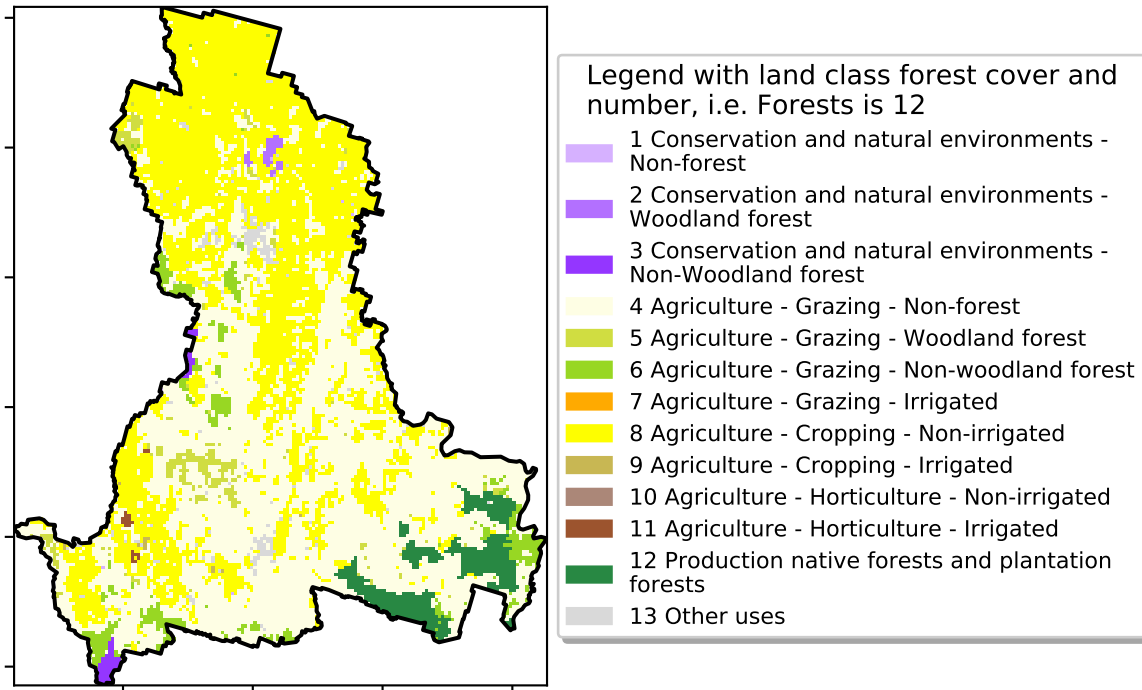 Legend with land class forest cover and
number, i.e. Forests is 12
1 Conservation and natural environments -
Non-forest
2 Conservation and natural environments -
Woodland forest
3 Conservation and natural environments -
Non-Woodland forest
4 Agriculture - Grazing - Non-forest
5 Agriculture - Grazing - Woodland forest
6 Agriculture - Grazing - Non-woodland forest
7 Agriculture - Grazing - Irrigated
8 Agriculture - Cropping - Non-irrigated
9 Agriculture - Cropping - Irrigated
10 Agriculture - Horticulture - Non-irrigated
11 Agriculture - Horticulture - Irrigated
12 Production native forests and plantation
forests
13 Other uses